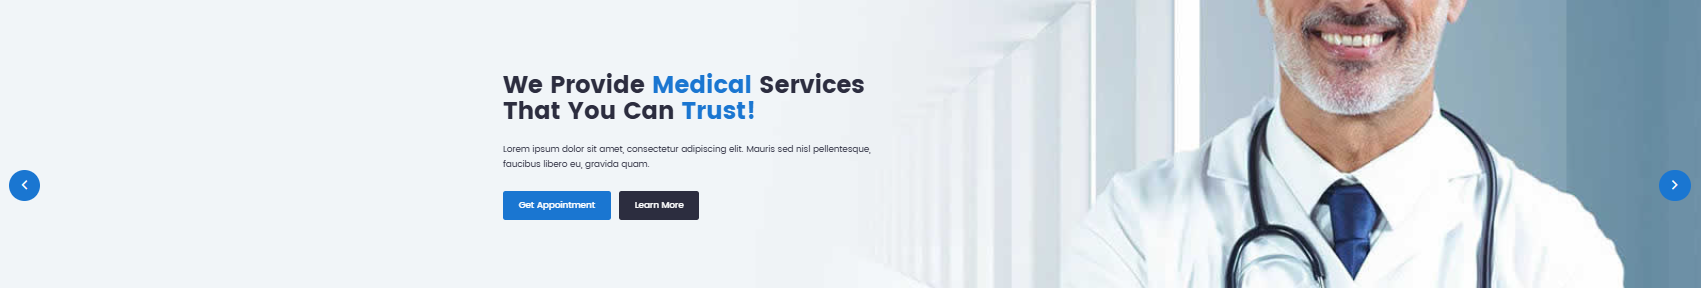 We Provide Medical Services
That You Can Trust!
Lorem ipsum dolor sit amet, consectetur adipiscing elit. Mauris sed nisl pellentesque,
faucibus libero eu, gravida quam.
Get Appointment Learn More